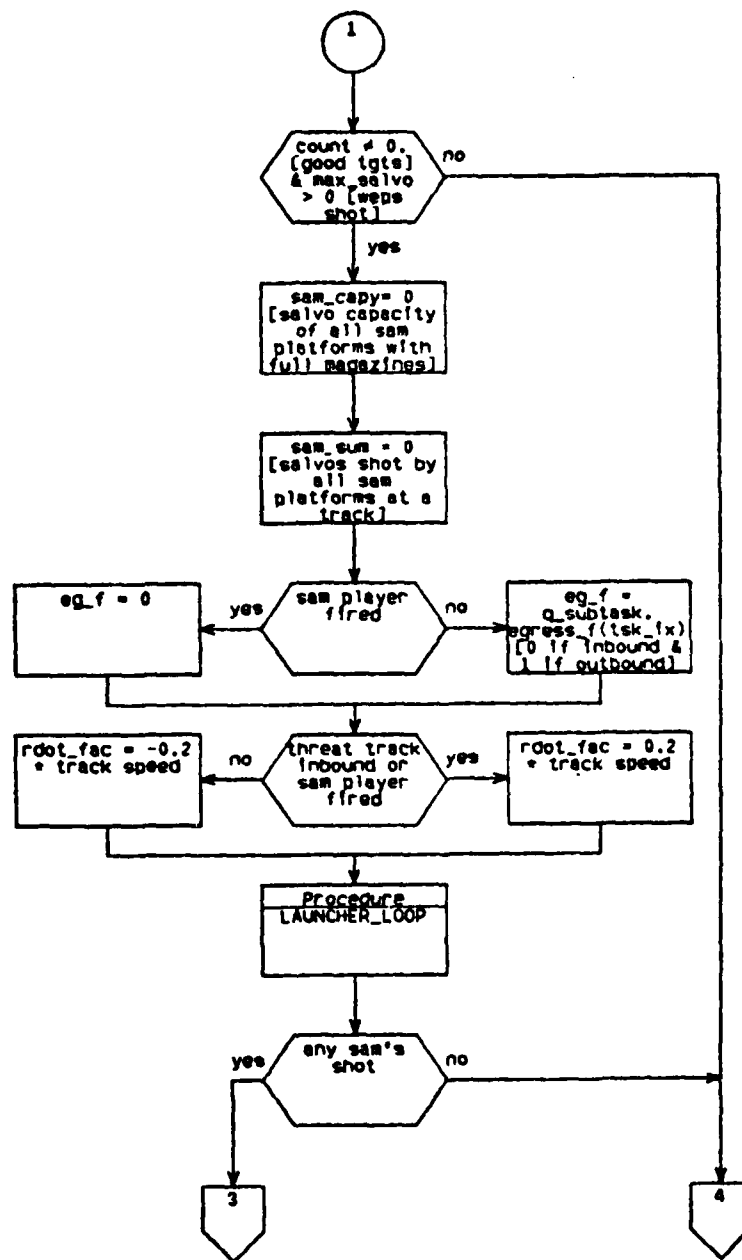 1
count ≠ 0.
[good tgts]
& max_salvo
> 0 [weps
shot]
no
yes
sam_capy= 0
[salvo capacity
of all sam
platforms with
full magazines]
sam_sum = 0
[salvos shot by
all sam
platforms at a
track]
eg_f = 0
yes
sam player
fired
no
eg_f =
q_subtask.
egress_f(tsk_ix)
[0 if inbound &
1 if outbound]
rdot_fac = -0.2
* track speed
no
threat track
inbound or
sam player
fired
yes
rdot_fac = 0.2
* track speed
Procedure
LAUNCHER_LOOP
yes
any sam's
shot
no
3
4